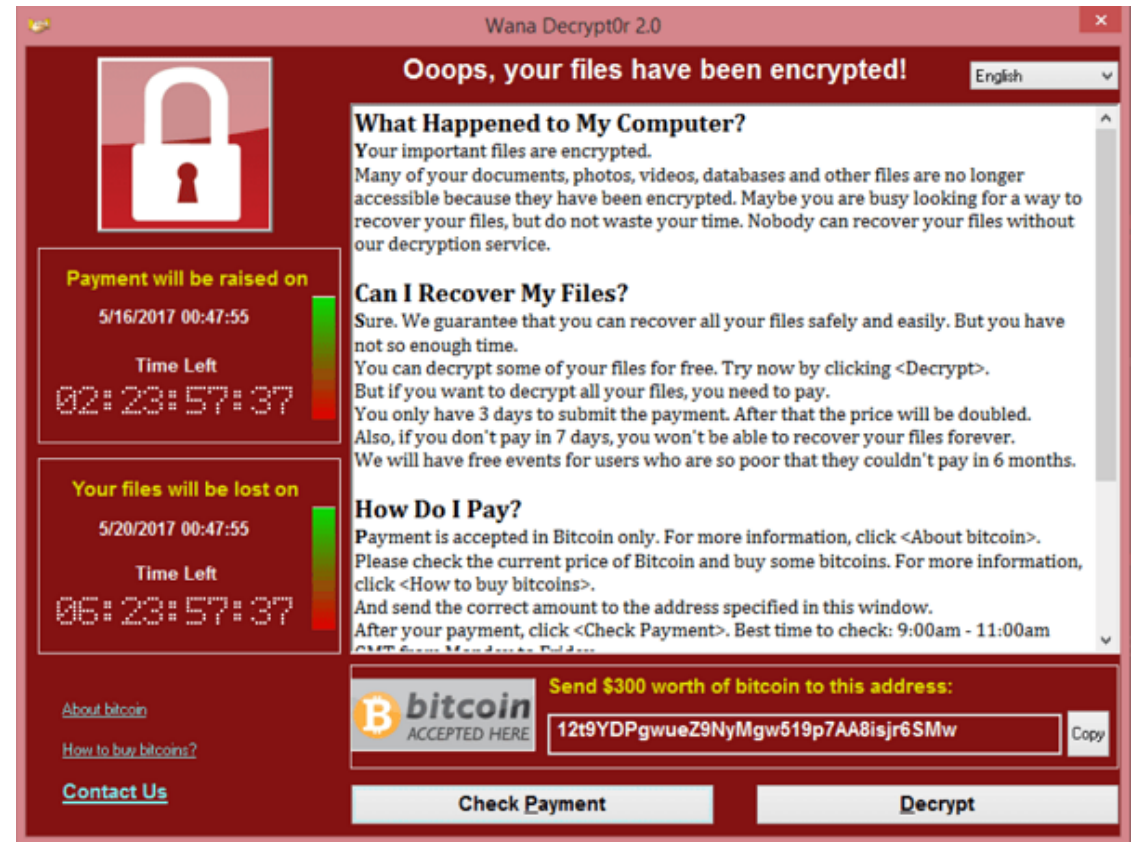 Wana Decrypt0r 2.0
Ooops, your files have been encrypted!
English
What Happened to My Computer?
Your important files are encrypted.
Many of your documents, photos, videos, databases and other files are no longer
accessible because they have been encrypted. Maybe you are busy looking for a way to
recover your files, but do not waste your time. Nobody can recover your files without
our decryption service.
Can I Recover My Files?
Sure. We guarantee that you can recover all your files safely and easily. But you have
not so enough time.
You can decrypt some of your files for free. Try now by clicking <Decrypt>.
But if you want to decrypt all your files, you need to pay.
You only have 3 days to submit the payment. After that the price will be doubled.
Also, if you don't pay in 7 days, you won't be able to recover your files forever.
We will have free events for users who are so poor that they couldn't pay in 6 months.
How Do I Pay?
Payment is accepted in Bitcoin only. For more information, click <About bitcoin>.
Please check the current price of Bitcoin and buy some bitcoins. For more information,
click <How to buy bitcoins>.
And send the correct amount to the address specified in this window.
After your payment, click <Check Payment>. Best time to check: 9:00am - 11:00am
GMT from Monday to Friday.
Payment will be raised on
5/16/2017 00:47:55
Time Left
02:23:57:37
Your files will be lost on
5/20/2017 00:47:55
Time Left
06:23:57:37
About bitcoin
How to buy bitcoins?
Contact Us
bitcoin
ACCEPTED HERE
Send $300 worth of bitcoin to this address:
12t9YDPgwueZ9NyMgw519p7AA8isjr6SMw
Copy
Check Payment
Decrypt